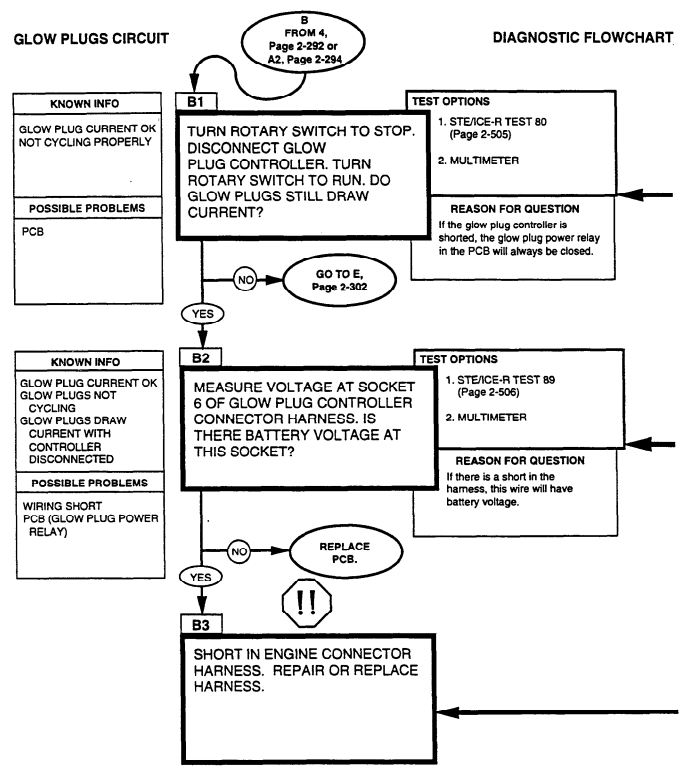 GLOW PLUGS CIRCUIT
B
FROM 4,
Page 2-292 or
A2, Page 2-294
DIAGNOSTIC FLOWCHART
KNOWN INFO
GLOW PLUG CURRENT OK
NOT CYCLING PROPERLY
POSSIBLE PROBLEMS
PCB
B1
TURN ROTARY SWITCH TO STOP.
DISCONNECT GLOW
PLUG CONTROLLER. TURN
ROTARY SWITCH TO RUN. DO
GLOW PLUGS STILL DRAW
CURRENT?
TEST OPTIONS
1. STE/ICE-R TEST 80
(Page 2-505)
2. MULTIMETER
REASON FOR QUESTION
If the glow plug controller is
shorted, the glow plug power relay
in the PCB will always be closed.
NO
GO TO E,
Page 2-302
YES
KNOWN INFO
GLOW PLUG CURRENT OK
GLOW PLUGS NOT
CYCLING
GLOW PLUGS DRAW
CURRENT WITH
CONTROLLER
DISCONNECTED
POSSIBLE PROBLEMS
WIRING SHORT
PCB (GLOW PLUG POWER
RELAY)
B2
MEASURE VOLTAGE AT SOCKET
6 OF GLOW PLUG CONTROLLER
CONNECTOR HARNESS. IS
THERE BATTERY VOLTAGE AT
THIS SOCKET?
TEST OPTIONS
1. STE/ICE-R TEST 89
(Page 2-506)
2. MULTIMETER
REASON FOR QUESTION
If there is a short in the
harness, this wire will have
battery voltage.
NO
REPLACE
PCB.
YES
!!
B3
SHORT IN ENGINE CONNECTOR
HARNESS. REPAIR OR REPLACE
HARNESS.